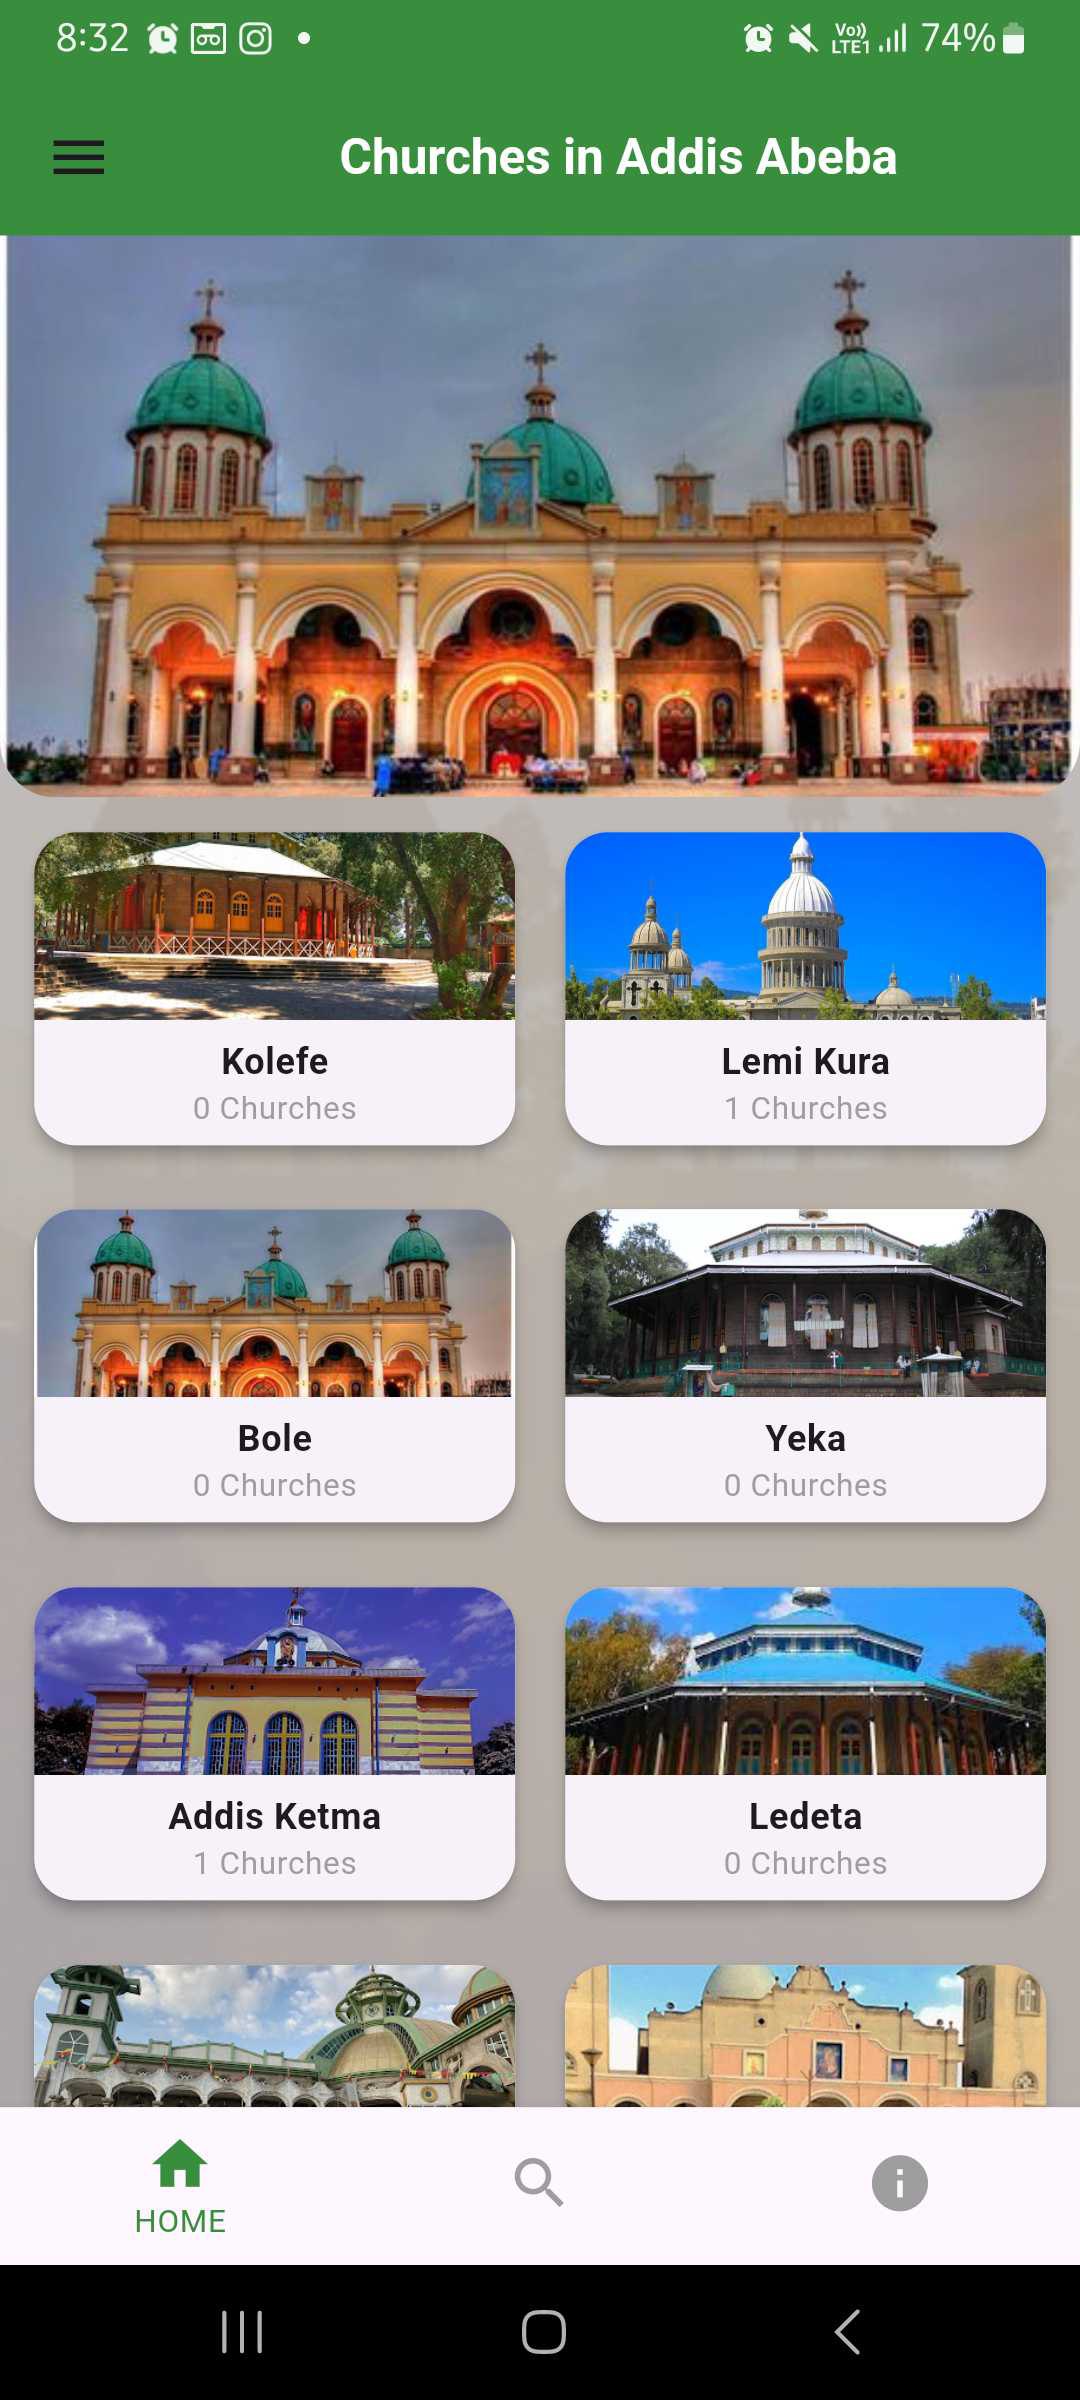 8:32
Vo)) LTE1 74%
Churches in Addis Abeba
Kolefe
0 Churches
Lemi Kura
1 Churches
Bole
0 Churches
Yeka
0 Churches
Addis Ketma
1 Churches
Ledeta
0 Churches
HOME